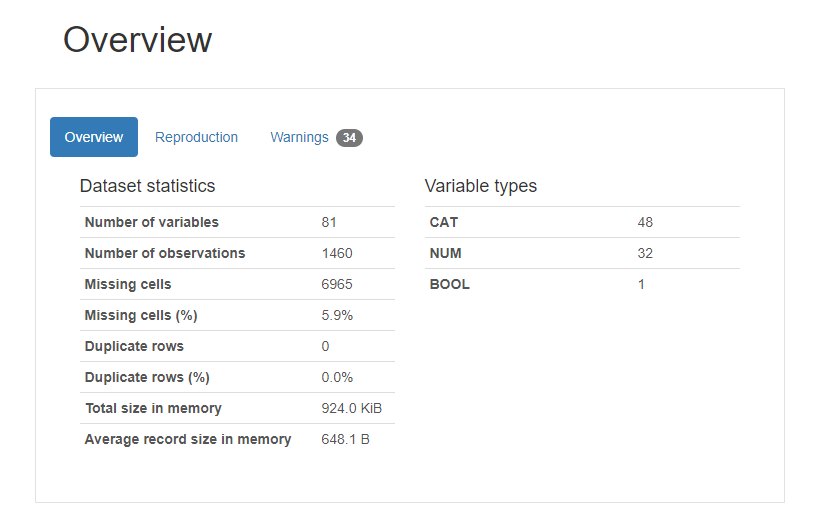 Overview
Overview Reproduction Warnings 34
Dataset statistics
Number of variables 81
Number of observations 1460
Missing cells 6965
Missing cells (%) 5.9%
Duplicate rows 0
Duplicate rows (%) 0.0%
Total size in memory 924.0 KiB
Average record size in memory 648.1 B
Variable types
CAT 48
NUM 32
BOOL 1